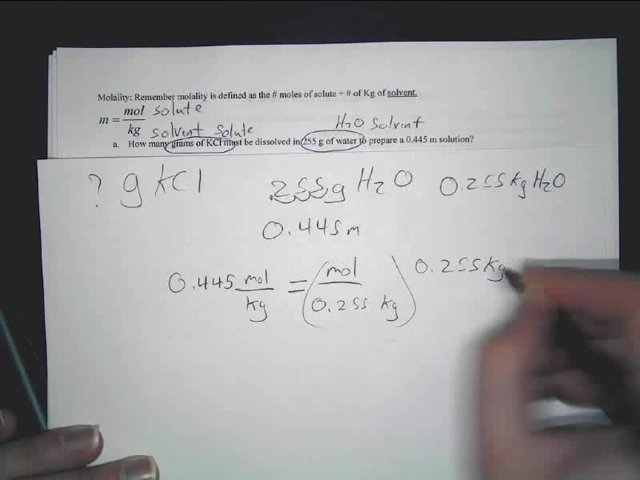 Molality: Remember molality is defined as the # moles of solute ÷ # of Kg of solvent.
m = mol/kg solute
solvent solute H2O solvent
a. How many grams of KCl must be dissolved in 255 g of water to prepare a 0.445 m solution?
? g KCl .255g H2O 0.255 kg H2O
0.445 m
0.445 mol/kg = (mol/0.255 kg) 0.255 kg